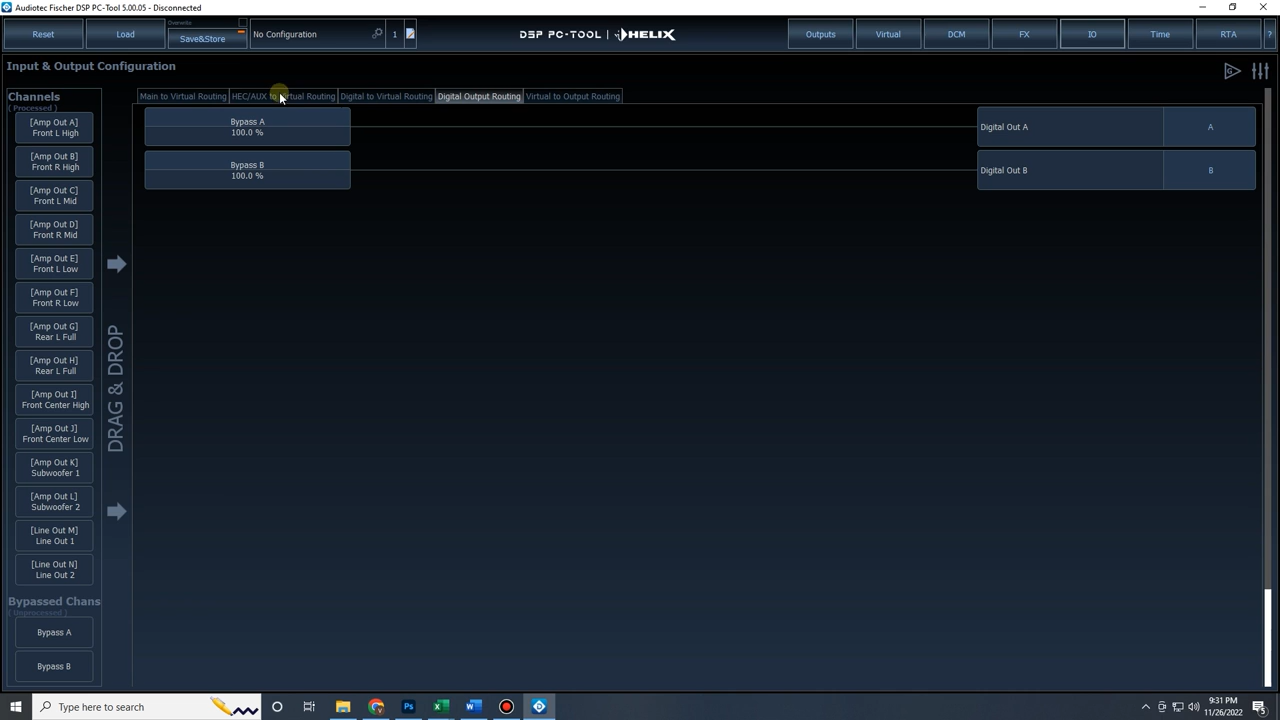 Audiotec Fischer DSP PC-Tool 5.00.05 - Disconnected
Reset
Load
Overwrite
Save&Store
No Configuration
1
DSP PC-TOOL | HELIX
Outputs
Virtual
DCM
FX
IO
Time
RTA
?
Input & Output Configuration
Channels
( Processed )
[Amp Out A]
Front L High
[Amp Out B]
Front R High
[Amp Out C]
Front L Mid
[Amp Out D]
Front R Mid
[Amp Out E]
Front L Low
[Amp Out F]
Front R Low
[Amp Out G]
Rear L Full
[Amp Out H]
Rear L Full
[Amp Out I]
Front Center High
[Amp Out J]
Front Center Low
[Amp Out K]
Subwoofer 1
[Amp Out L]
Subwoofer 2
[Line Out M]
Line Out 1
[Line Out N]
Line Out 2
Bypassed Chans
( Unprocessed )
Bypass A
Bypass B
DRAG & DROP
Main to Virtual Routing
HEC/AUX to Virtual Routing
Digital to Virtual Routing
Digital Output Routing
Virtual to Output Routing
Bypass A
100.0 %
Digital Out A
A
Bypass B
100.0 %
Digital Out B
B
Type here to search
9:31 PM
11/26/2022
5